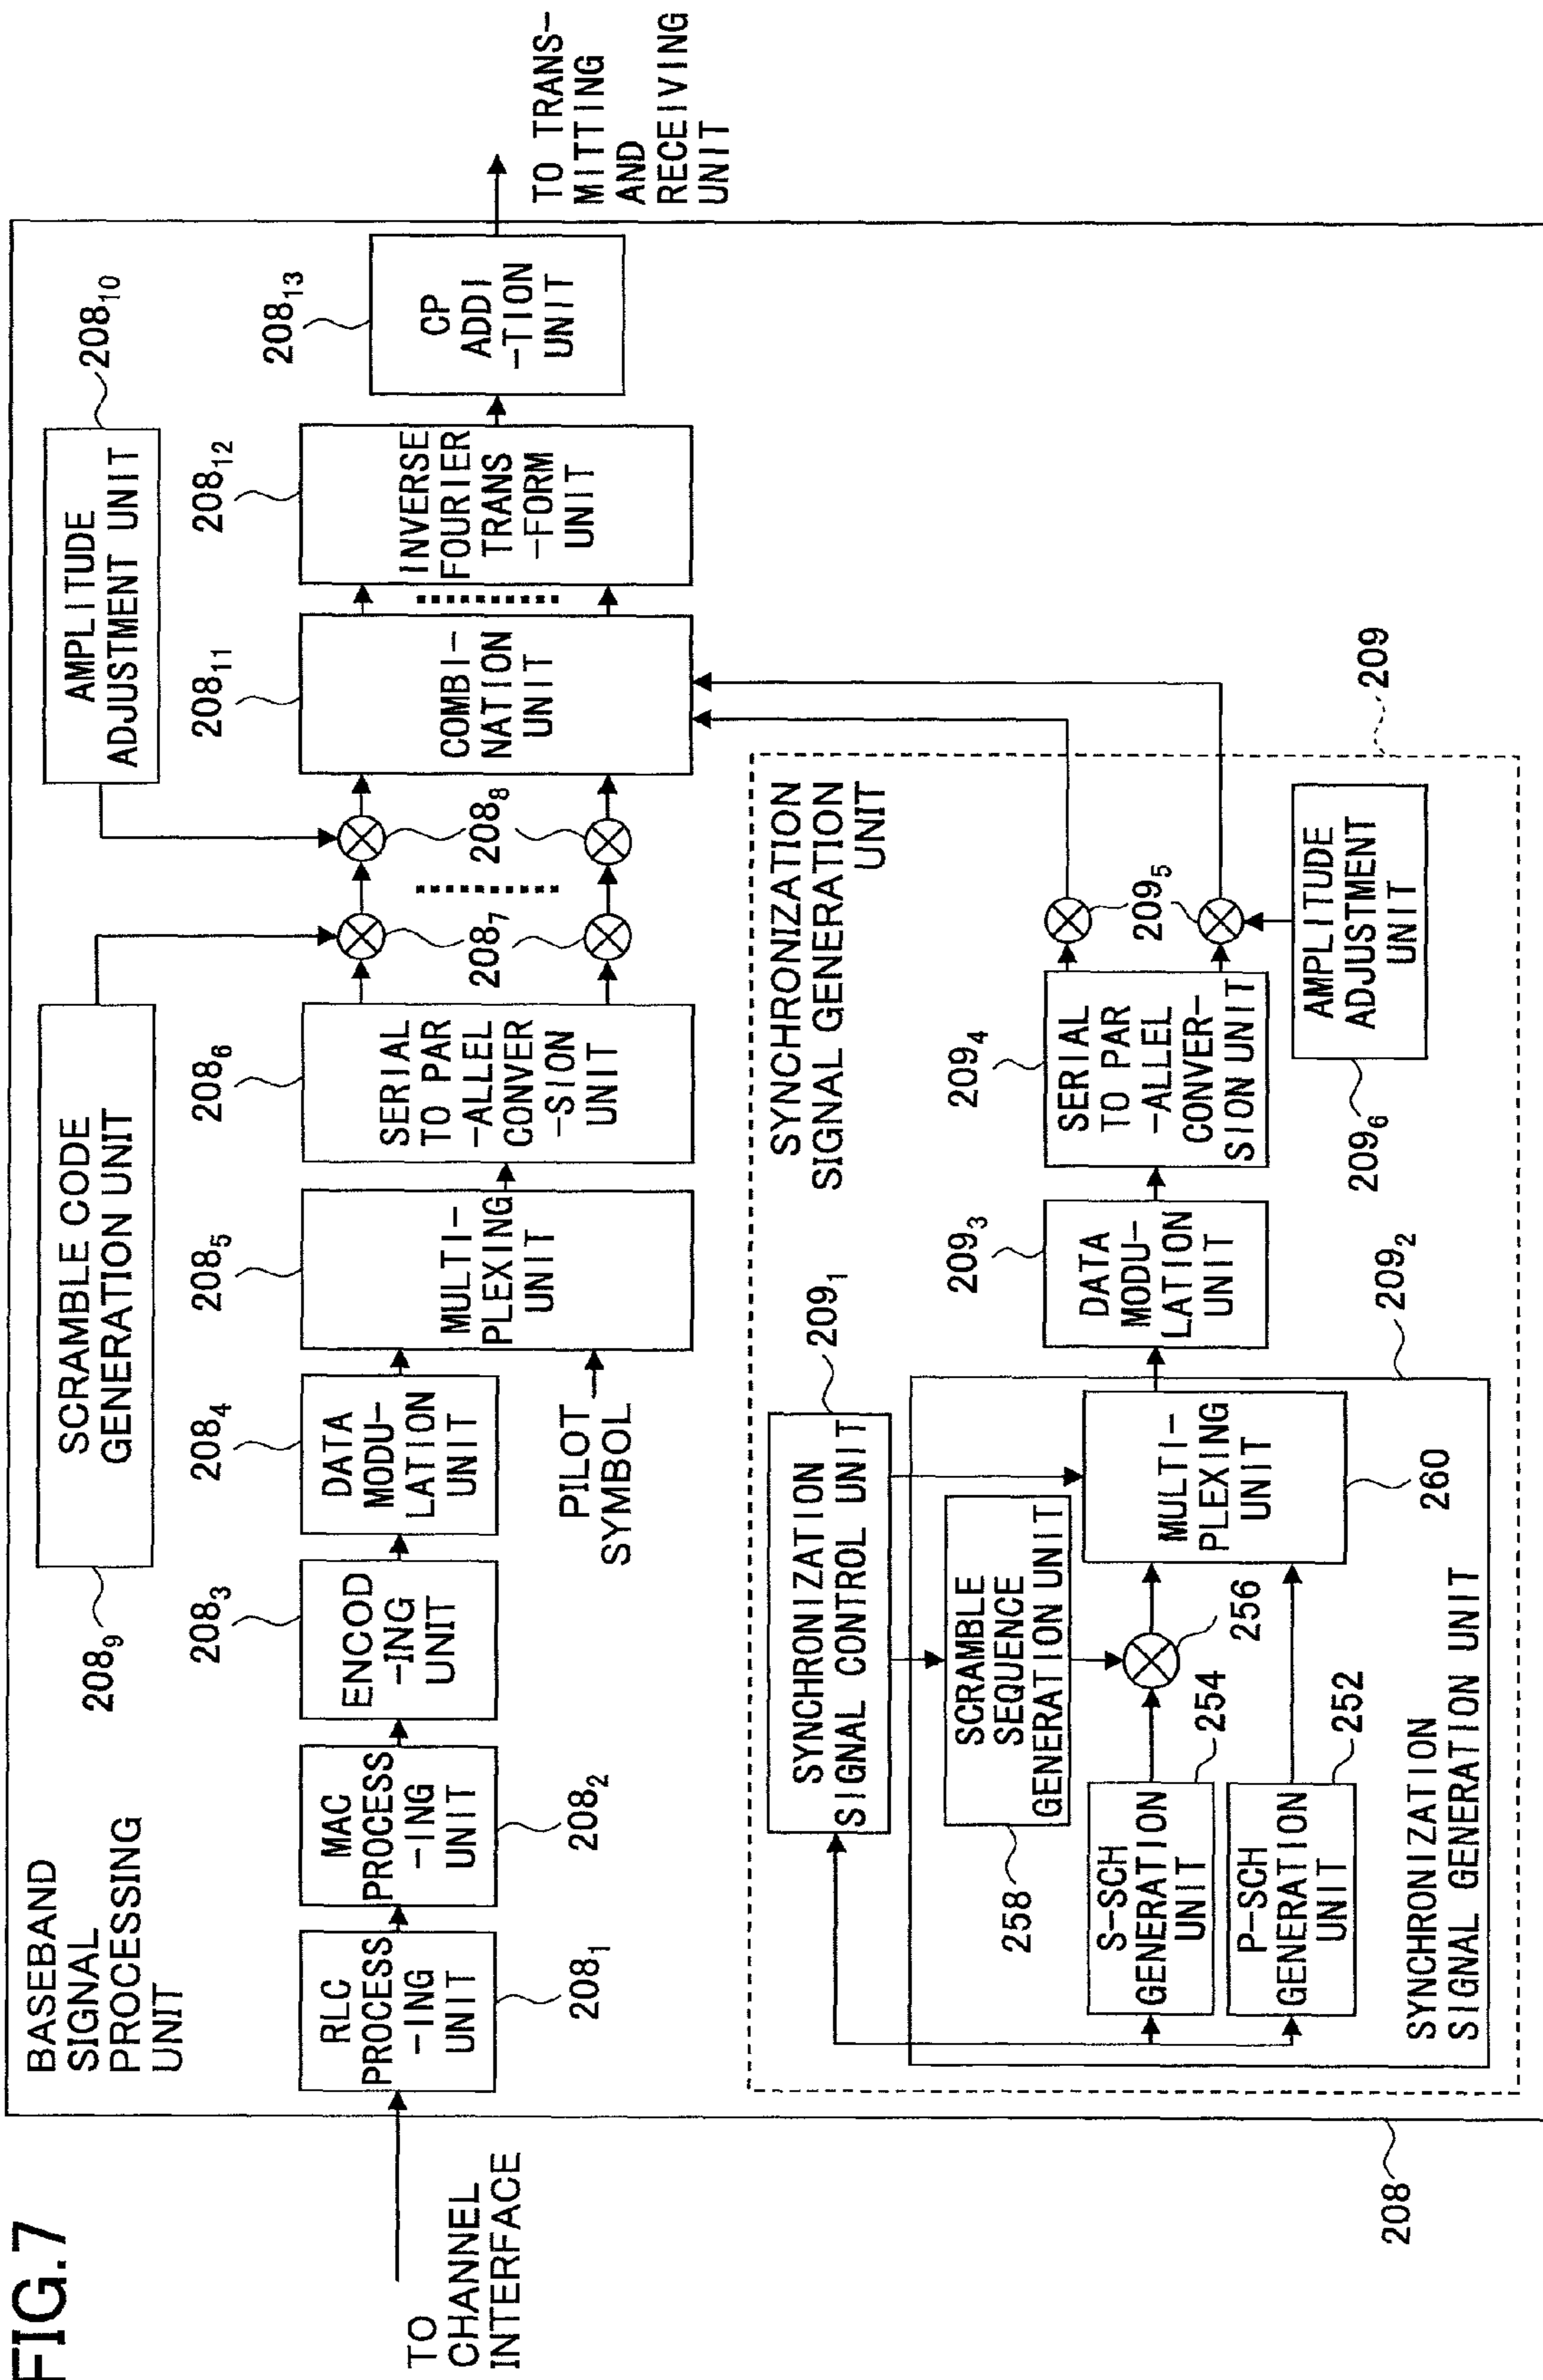 FIG.7
BASEBAND
SIGNAL
PROCESSING
UNIT
SCRAMBLE CODE
GENERATION UNIT
208₉
AMPLITUDE
ADJUSTMENT UNIT
208₁₀
TO
CHANNEL
INTERFACE
RLC
PROCESS
-ING
UNIT
208₁
MAC
PROCESS
-ING
UNIT
208₂
ENCOD
-ING
UNIT
208₃
DATA
MODU-
LATION
UNIT
208₄
PILOT
SYMBOL
MULTI-
PLEXING
UNIT
208₅
SERIAL
TO PAR
-ALLEL
CONVER
-SION
UNIT
208₆
208₇
208₈
COMBI-
NATION
UNIT
208₁₁
INVERSE
FOURIER
TRANS
-FORM
UNIT
208₁₂
CP
ADDI
-TION
UNIT
208₁₃
TO TRANS-
MITTING
AND
RECEIVING
UNIT
SYNCHRONIZATION
SIGNAL GENERATION
UNIT
209
SYNCHRONIZATION
SIGNAL CONTROL UNIT
209₁
SCRAMBLE
SEQUENCE
GENERATION UNIT
258
S-SCH
GENERATION
UNIT
254
P-SCH
GENERATION
UNIT
252
256
MULTI-
PLEXING
UNIT
260
SYNCHRONIZATION
SIGNAL GENERATION UNIT
209₂
DATA
MODU-
LATION
UNIT
209₃
SERIAL
TO PAR
-ALLEL
CONVER-
SION UNIT
209₄
209₅
AMPLITUDE
ADJUSTMENT
UNIT
209₆
208